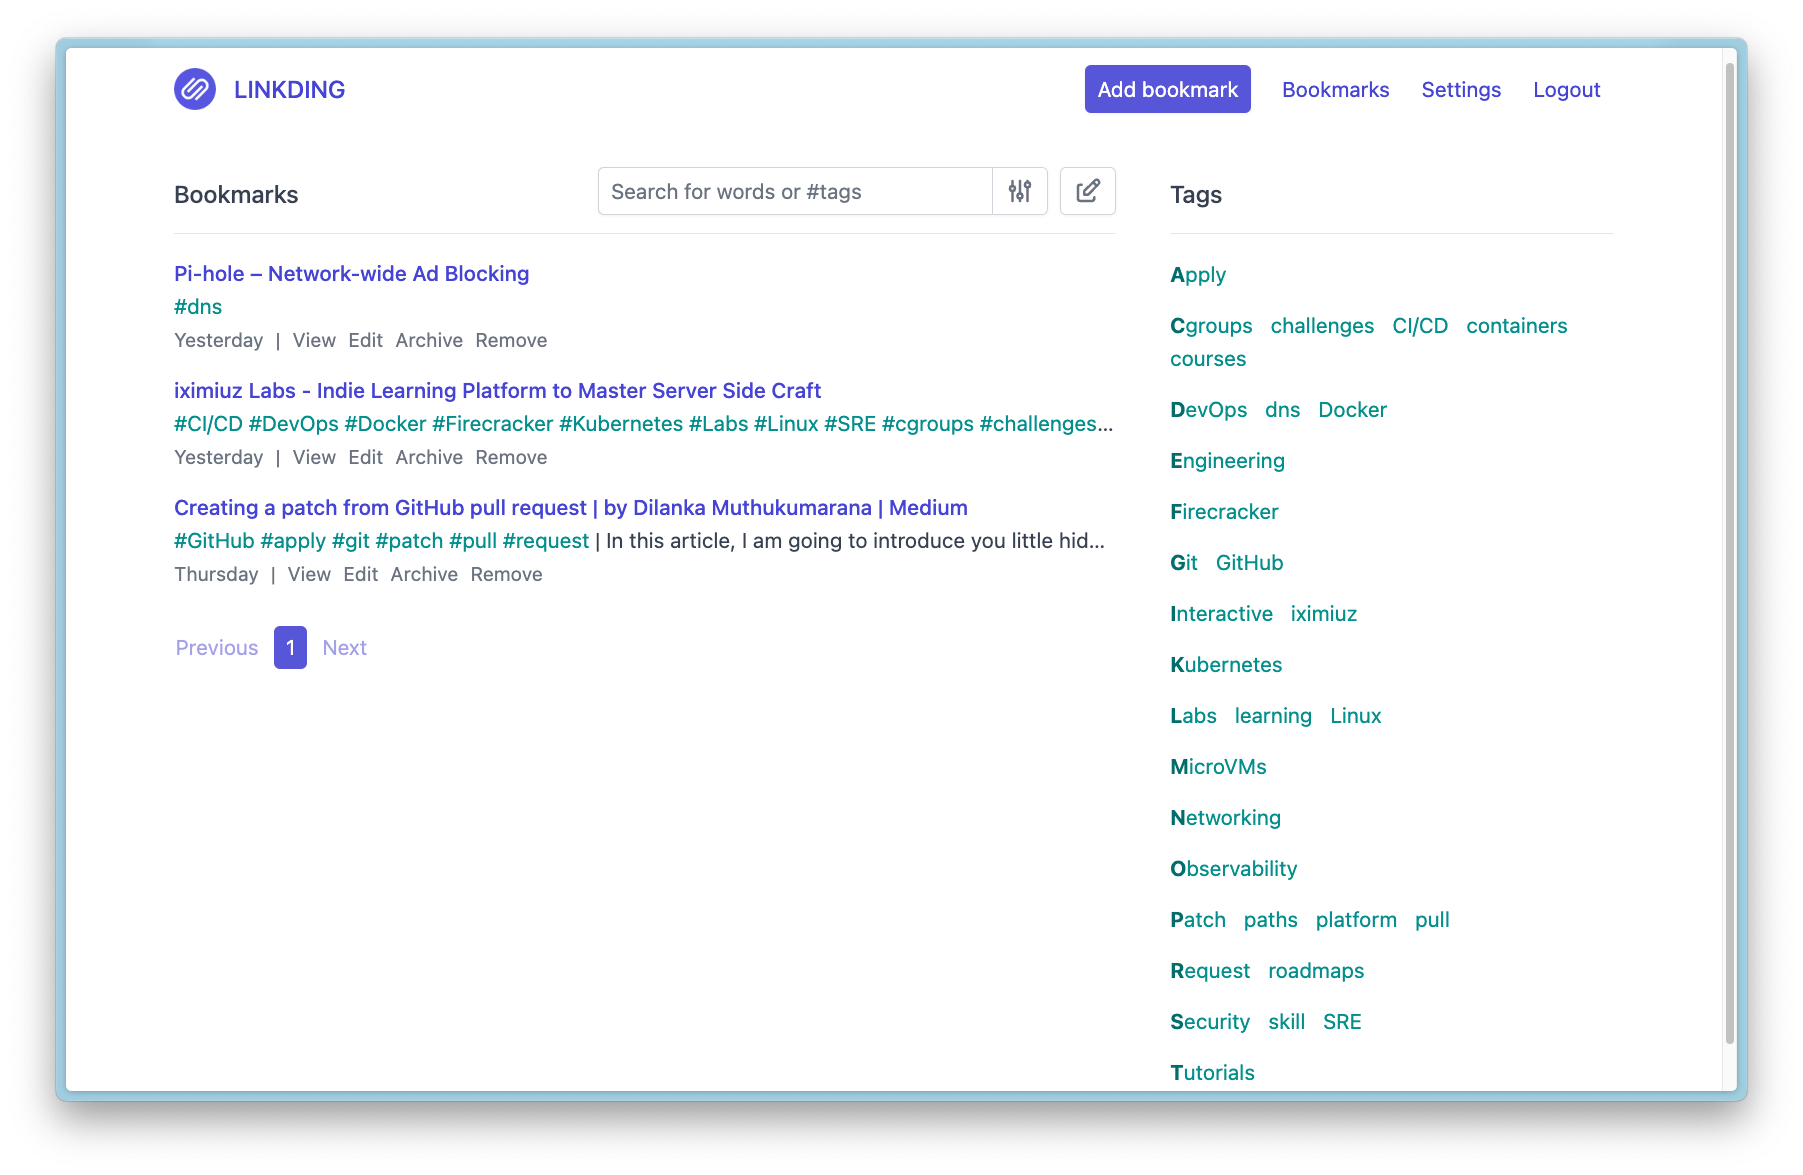 LINKDING
Add bookmark Bookmarks Settings Logout
Bookmarks
Search for words or #tags
Pi-hole – Network-wide Ad Blocking
#dns
Yesterday | View Edit Archive Remove
iximiuz Labs - Indie Learning Platform to Master Server Side Craft
#CI/CD #DevOps #Docker #Firecracker #Kubernetes #Labs #Linux #SRE #cgroups #challenges...
Yesterday | View Edit Archive Remove
Creating a patch from GitHub pull request | by Dilanka Muthukumarana | Medium
#GitHub #apply #git #patch #pull #request | In this article, I am going to introduce you little hid...
Thursday | View Edit Archive Remove
Previous 1 Next
Tags
Apply
Cgroups challenges CI/CD containers
courses
DevOps dns Docker
Engineering
Firecracker
Git GitHub
Interactive iximiuz
Kubernetes
Labs learning Linux
MicroVMs
Networking
Observability
Patch paths platform pull
Request roadmaps
Security skill SRE
Tutorials